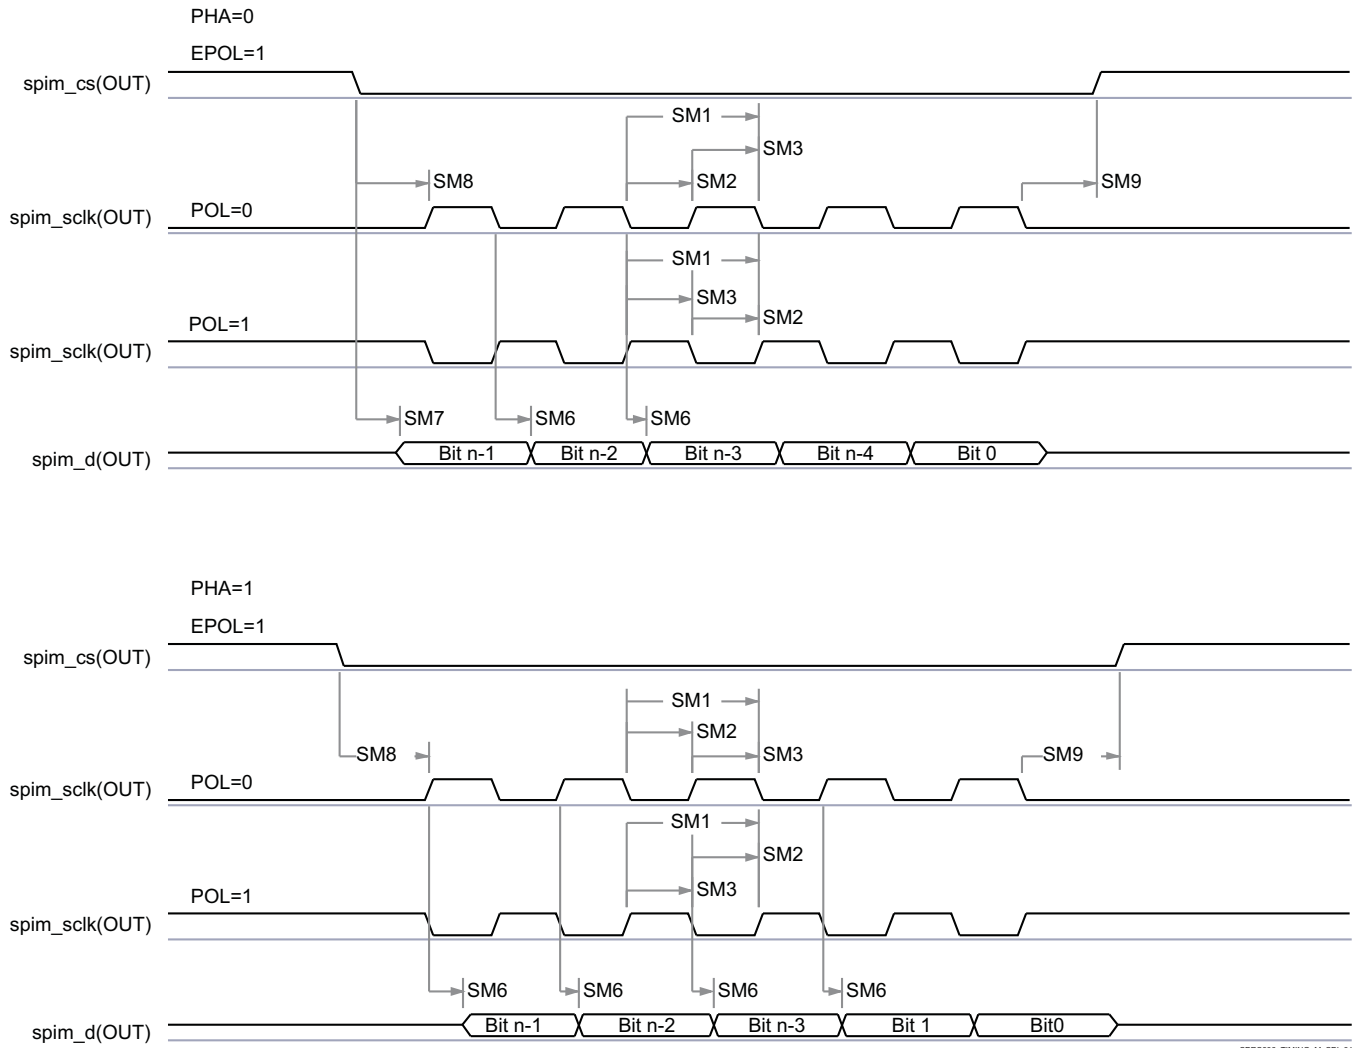 PHA=0
EPOL=1
spim_cs(OUT)
SM1
SM3
SM8
SM2
SM9
POL=0
spim_sclk(OUT)
SM1
SM3
SM2
POL=1
spim_sclk(OUT)
SM7
SM6
SM6
spim_d(OUT)
Bit n-1
Bit n-2
Bit n-3
Bit n-4
Bit 0
PHA=1
EPOL=1
spim_cs(OUT)
SM1
SM2
SM8
SM3
SM9
POL=0
spim_sclk(OUT)
SM1
SM2
SM3
POL=1
spim_sclk(OUT)
SM6
SM6
SM6
SM6
spim_d(OUT)
Bit n-1
Bit n-2
Bit n-3
Bit 1
Bit0